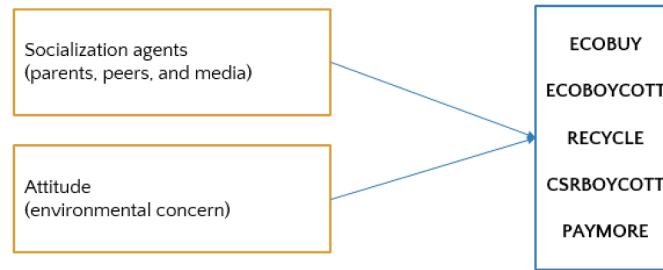 Socialization agents
(parents, peers, and media)
Attitude
(environmental concern)
ECOBUY
ECOBOYCOTT
RECYCLE
CSRBOYCOTT
PAYMORE